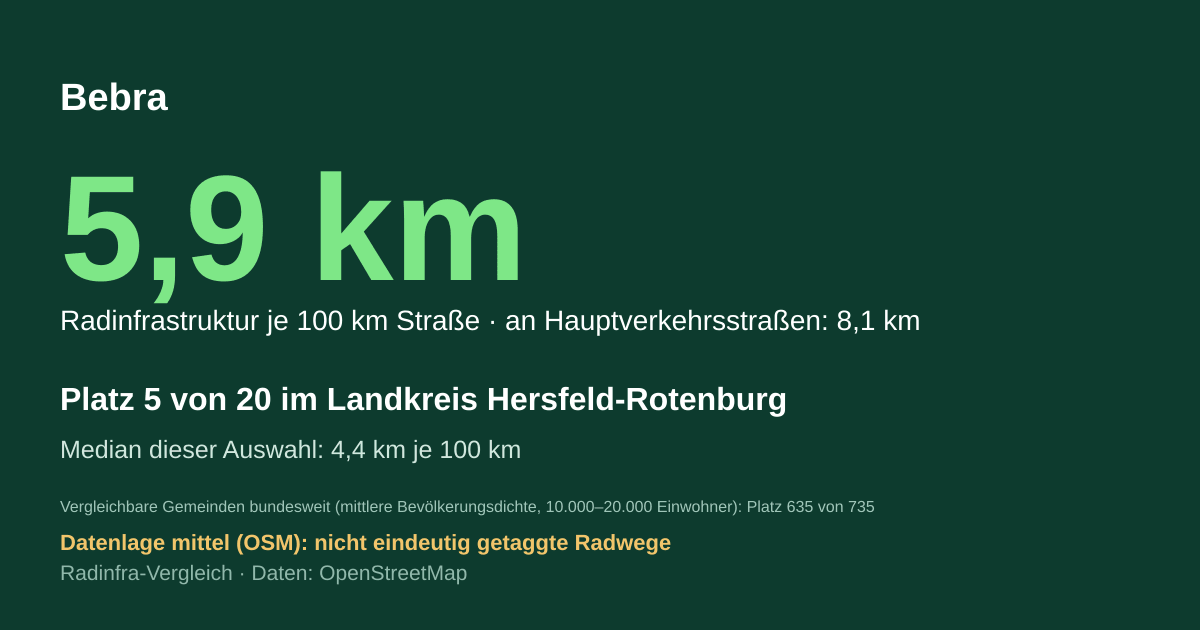 Bebra
5,9 km
Radinfrastruktur je 100 km Straße · an Hauptverkehrsstraßen: 8,1 km
Platz 5 von 20 im Landkreis Hersfeld-Rotenburg
Median dieser Auswahl: 4,4 km je 100 km
Vergleichbare Gemeinden bundesweit (mittlere Bevölkerungsdichte, 10.000–20.000 Einwohner): Platz 635 von 735
Datenlage mittel (OSM): nicht eindeutig getaggte Radwege
Radinfra-Vergleich · Daten: OpenStreetMap